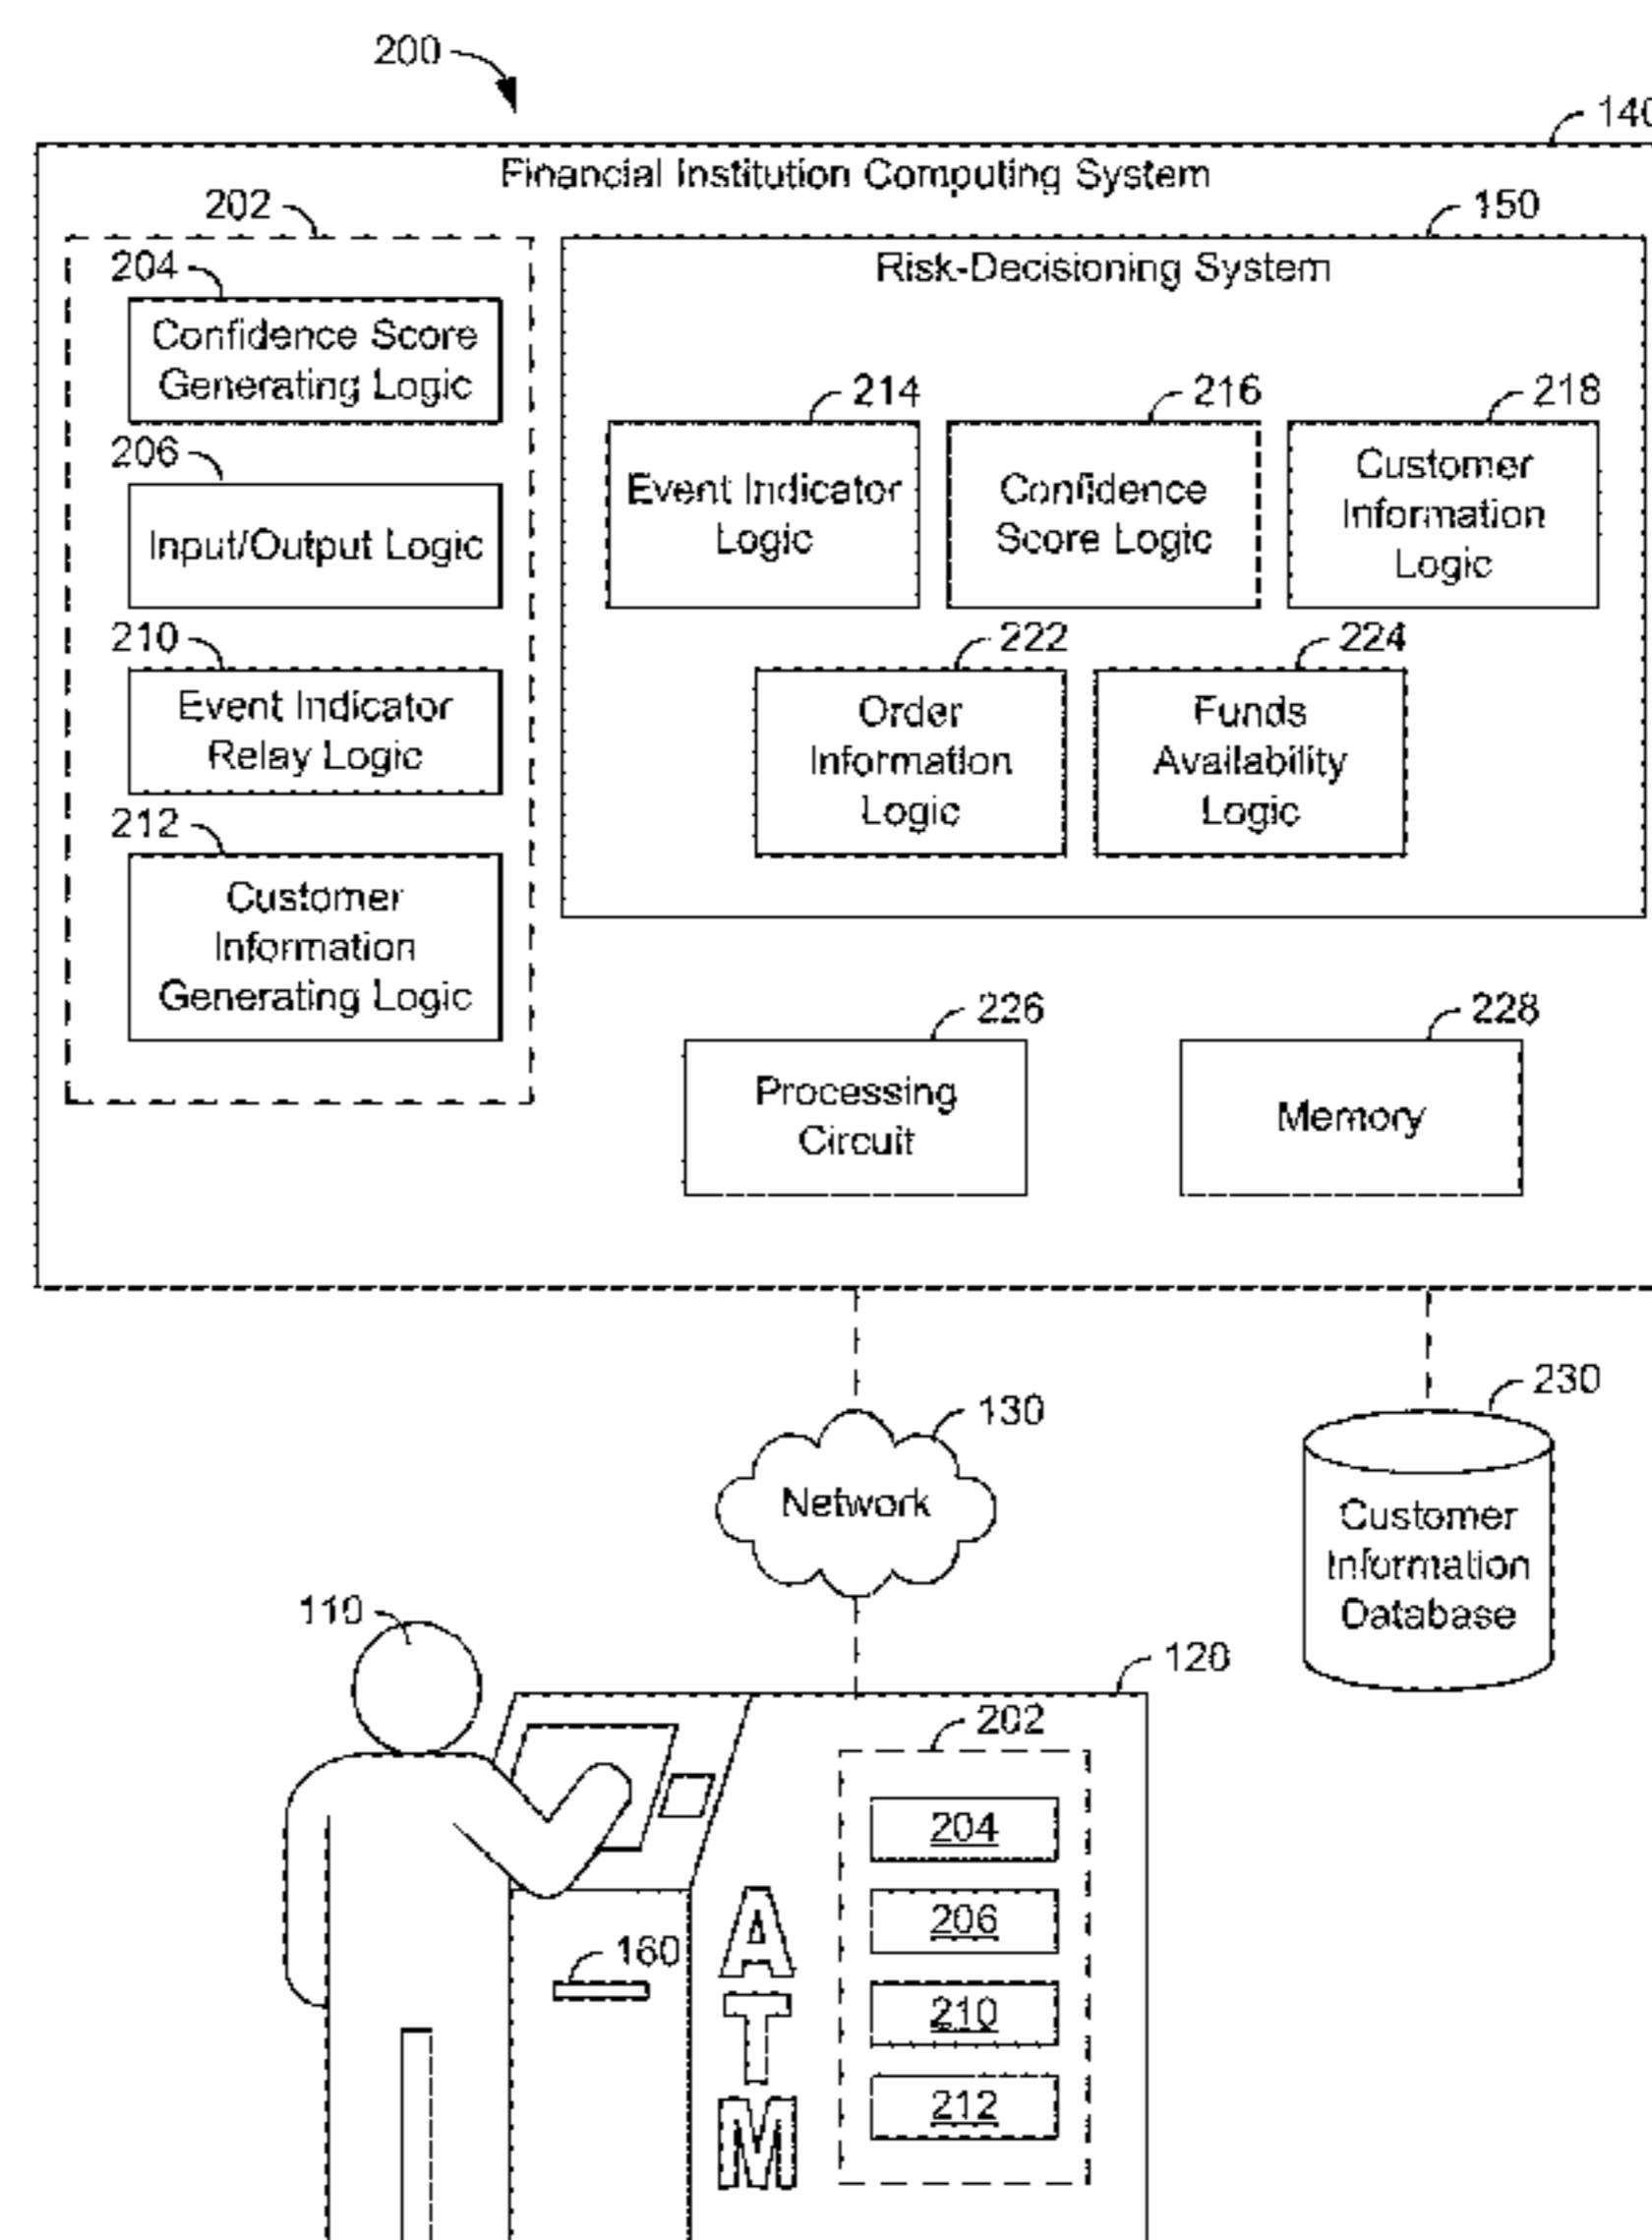 200
140
Financial Institution Computing System
202
150
204
Risk-Decisioning System
Confidence Score
Generating Logic
214
216
218
206
Event Indicator
Logic
Confidence
Score Logic
Customer
Information
Logic
Input/Output Logic
210
222
224
Event Indicator
Relay Logic
Order
Information
Logic
Funds
Availability
Logic
212
Customer
Information
Generating Logic
226
228
Processing
Circuit
Memory
230
130
Network
Customer
Information
Database
110
120
202
204
206
160
210
212
ATM